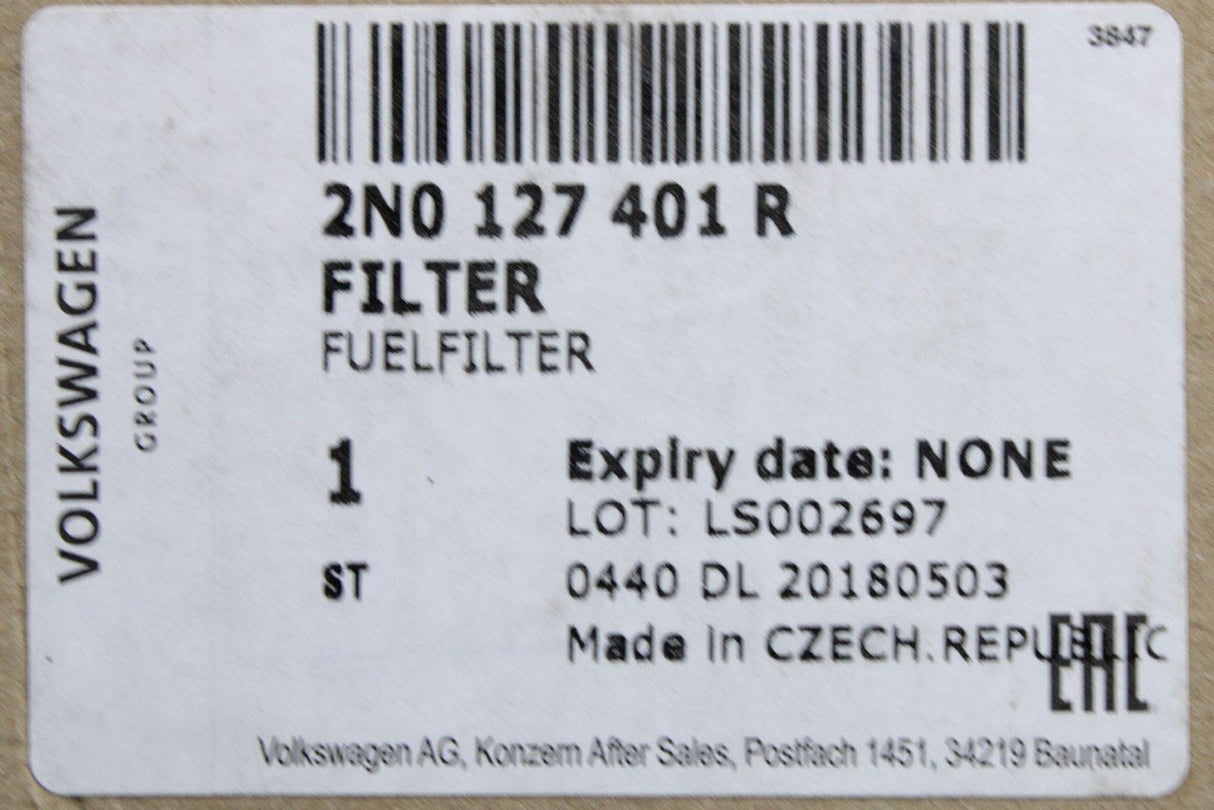 3847
2N0 127 401 R
FILTER
FUELFILTER
1
ST
Expiry date: NONE
LOT: LS002697
0440 DL 20180503
Made in CZECH.REPUBLIC
EAC
Volkswagen AG, Konzern After Sales, Postfach 1451, 34219 Baunatal
VOLKSWAGEN
GROUP